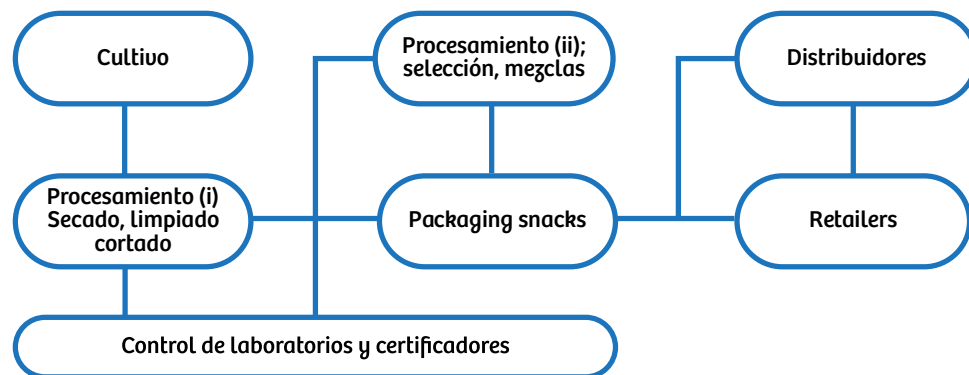 Cultivo
Procesamiento (ii);
selección, mezclas
Distribuidores
Procesamiento (i)
Secado, limpiado
cortado
Packaging snacks
Retailers
Control de laboratorios y certificadores